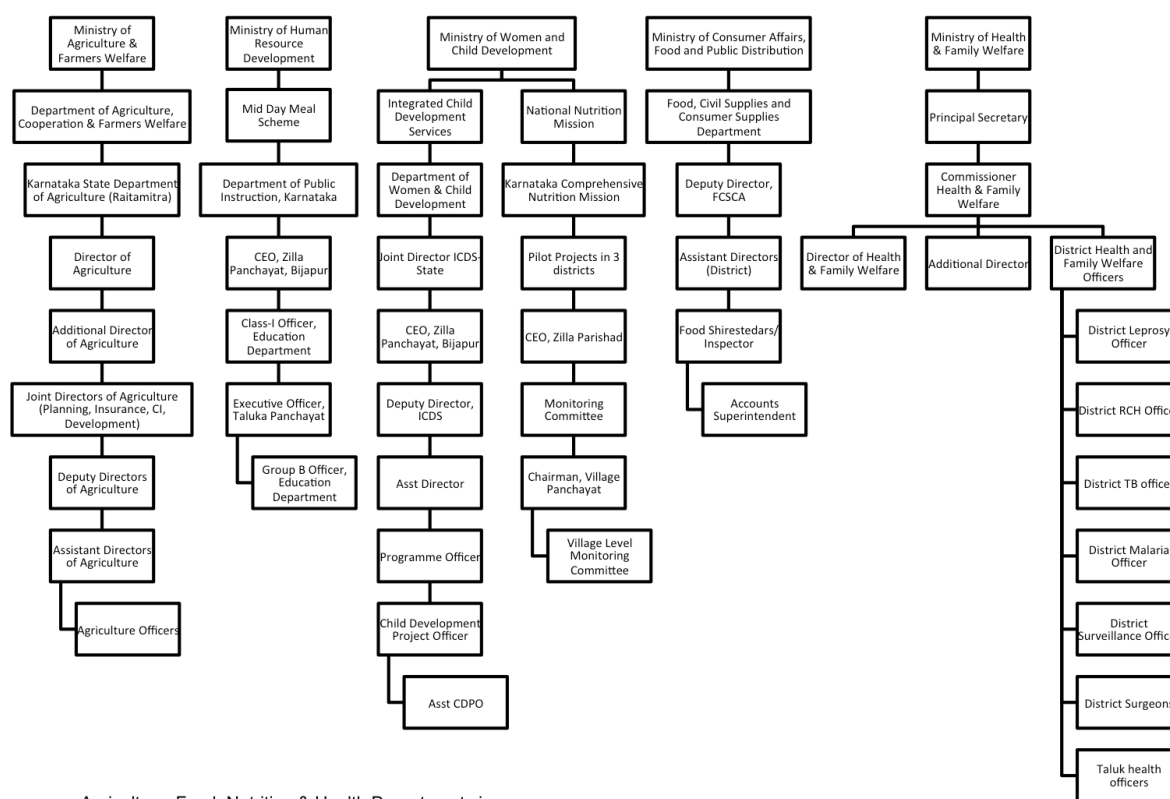 Ministry of
Agriculture &
Farmers Welfare
Department of Agriculture,
Cooperation & Farmers Welfare
Karnataka State Department
of Agriculture (Raitamitra)
Director of
Agriculture
Additional Director
of Agriculture
Joint Directors of Agriculture
(Planning, Insurance, CI,
Development)
Deputy Directors
of Agriculture
Assistant Directors
of Agriculture
Agriculture Officers
Ministry of Human
Resource
Development
Mid Day Meal
Scheme
Department of Public
Instruction, Karnataka
CEO, Zilla
Panchayat, Bijapur
Class-I Officer,
Education
Department
Executive Officer,
Taluka Panchayat
Group B Officer,
Education
Department
Ministry of Women and
Child Development
Integrated Child
Development
Services
Department of
Women & Child
Development
Joint Director ICDS-
State
CEO, Zilla
Panchayat, Bijapur
Deputy Director,
ICDS
Asst Director
Programme Officer
Child Development
Project Officer
Asst CDPO
National Nutrition
Mission
Karnataka Comprehensive
Nutrition Mission
Pilot Projects in 3
districts
CEO, Zilla Parishad
Monitoring
Committee
Chairman, Village
Panchayat
Village Level
Monitoring
Committee
Ministry of Consumer Affairs,
Food and Public Distribution
Food, Civil Supplies and
Consumer Supplies
Department
Deputy Director,
FCSCA
Assistant Directors
(District)
Food Shirestedars/
Inspector
Accounts
Superintendent
Ministry of Health
& Family Welfare
Principal Secretary
Commissioner
Health & Family
Welfare
Director of Health
& Family Welfare
Additional Director
District Health and
Family Welfare
Officers
District Leprosy
Officer
District RCH Offic
District TB office
District Malaria
Officer
District
Surveillance Offic
District Surgeons
Taluk health
officers